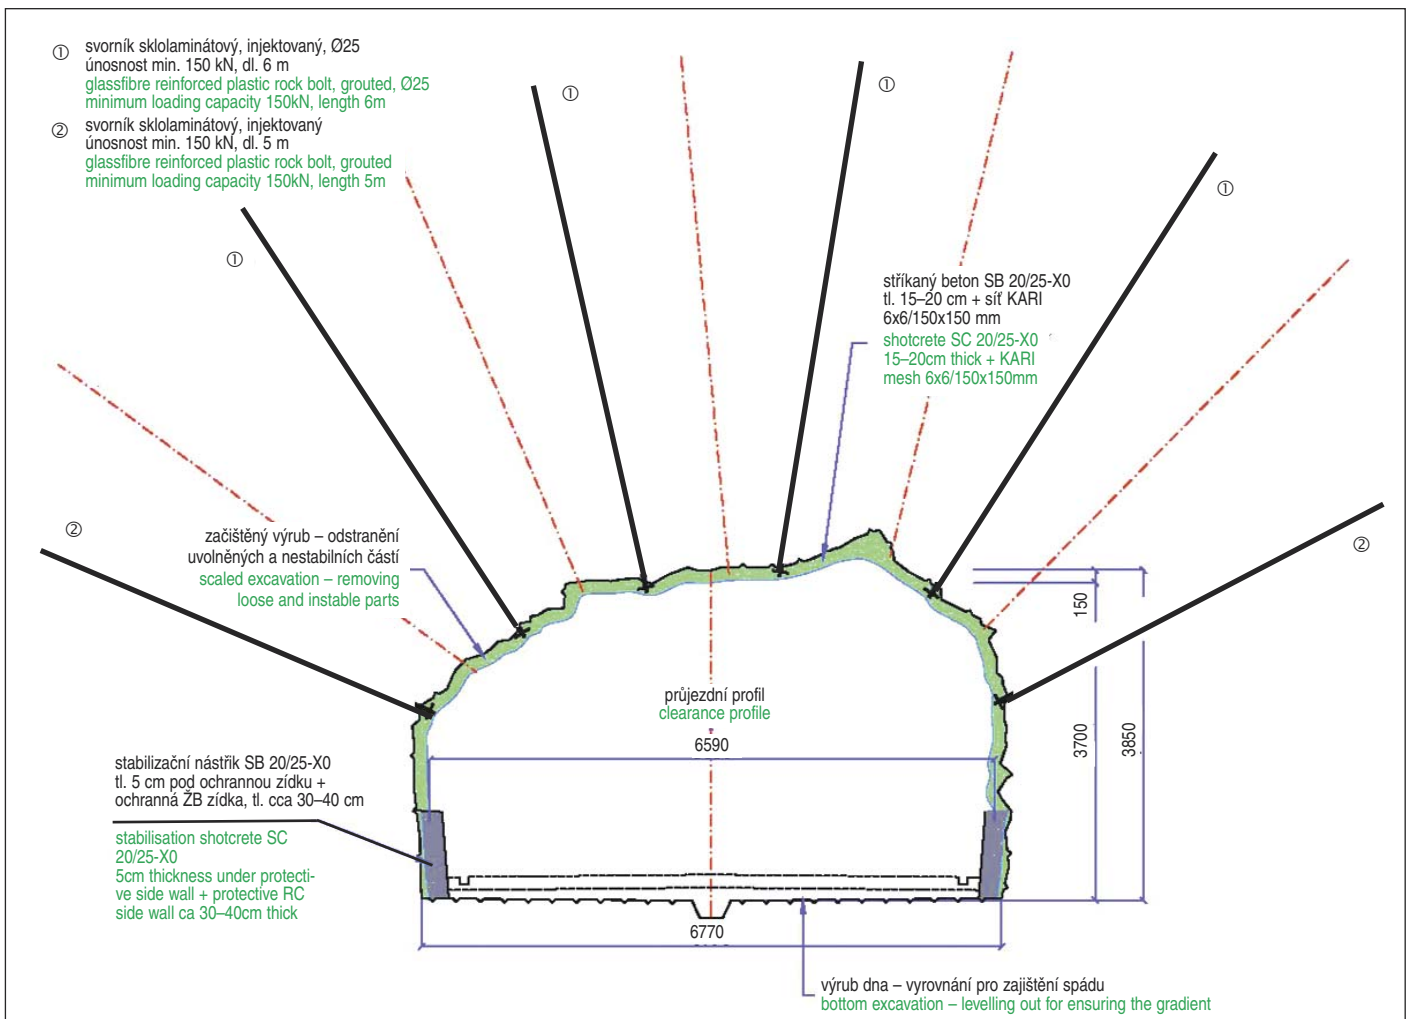 ①
svorník sklolaminátový, injektovaný, Ø25
únosnost min. 150 kN, dl. 6 m
glassfibre reinforced plastic rock bolt, grouted, Ø25
minimum loading capacity 150kN, length 6m
②
svorník sklolaminátový, injektovaný
únosnost min. 150 kN, dl. 5 m
glassfibre reinforced plastic rock bolt, grouted
minimum loading capacity 150kN, length 5m
①
①
①
①
stříkaný beton SB 20/25-X0
tl. 15–20 cm + síť KARI
6x6/150x150 mm
shotcrete SC 20/25-X0
15–20cm thick + KARI
mesh 6x6/150x150mm
②
②
začištěný výrub – odstranění
uvolněných a nestabilních částí
scaled excavation – removing
loose and instable parts
150
průjezdní profil
clearance profile
6590
3700
3850
stabilizační nástřik SB 20/25-X0
tl. 5 cm pod ochrannou zídku +
ochranná ŽB zídka, tl. cca 30–40 cm
stabilisation shotcrete SC
20/25-X0
5cm thickness under protecti-
ve side wall + protective RC
side wall ca 30–40cm thick
6770
výrub dna – vyrovnání pro zajištění spádu
bottom excavation – levelling out for ensuring the gradient